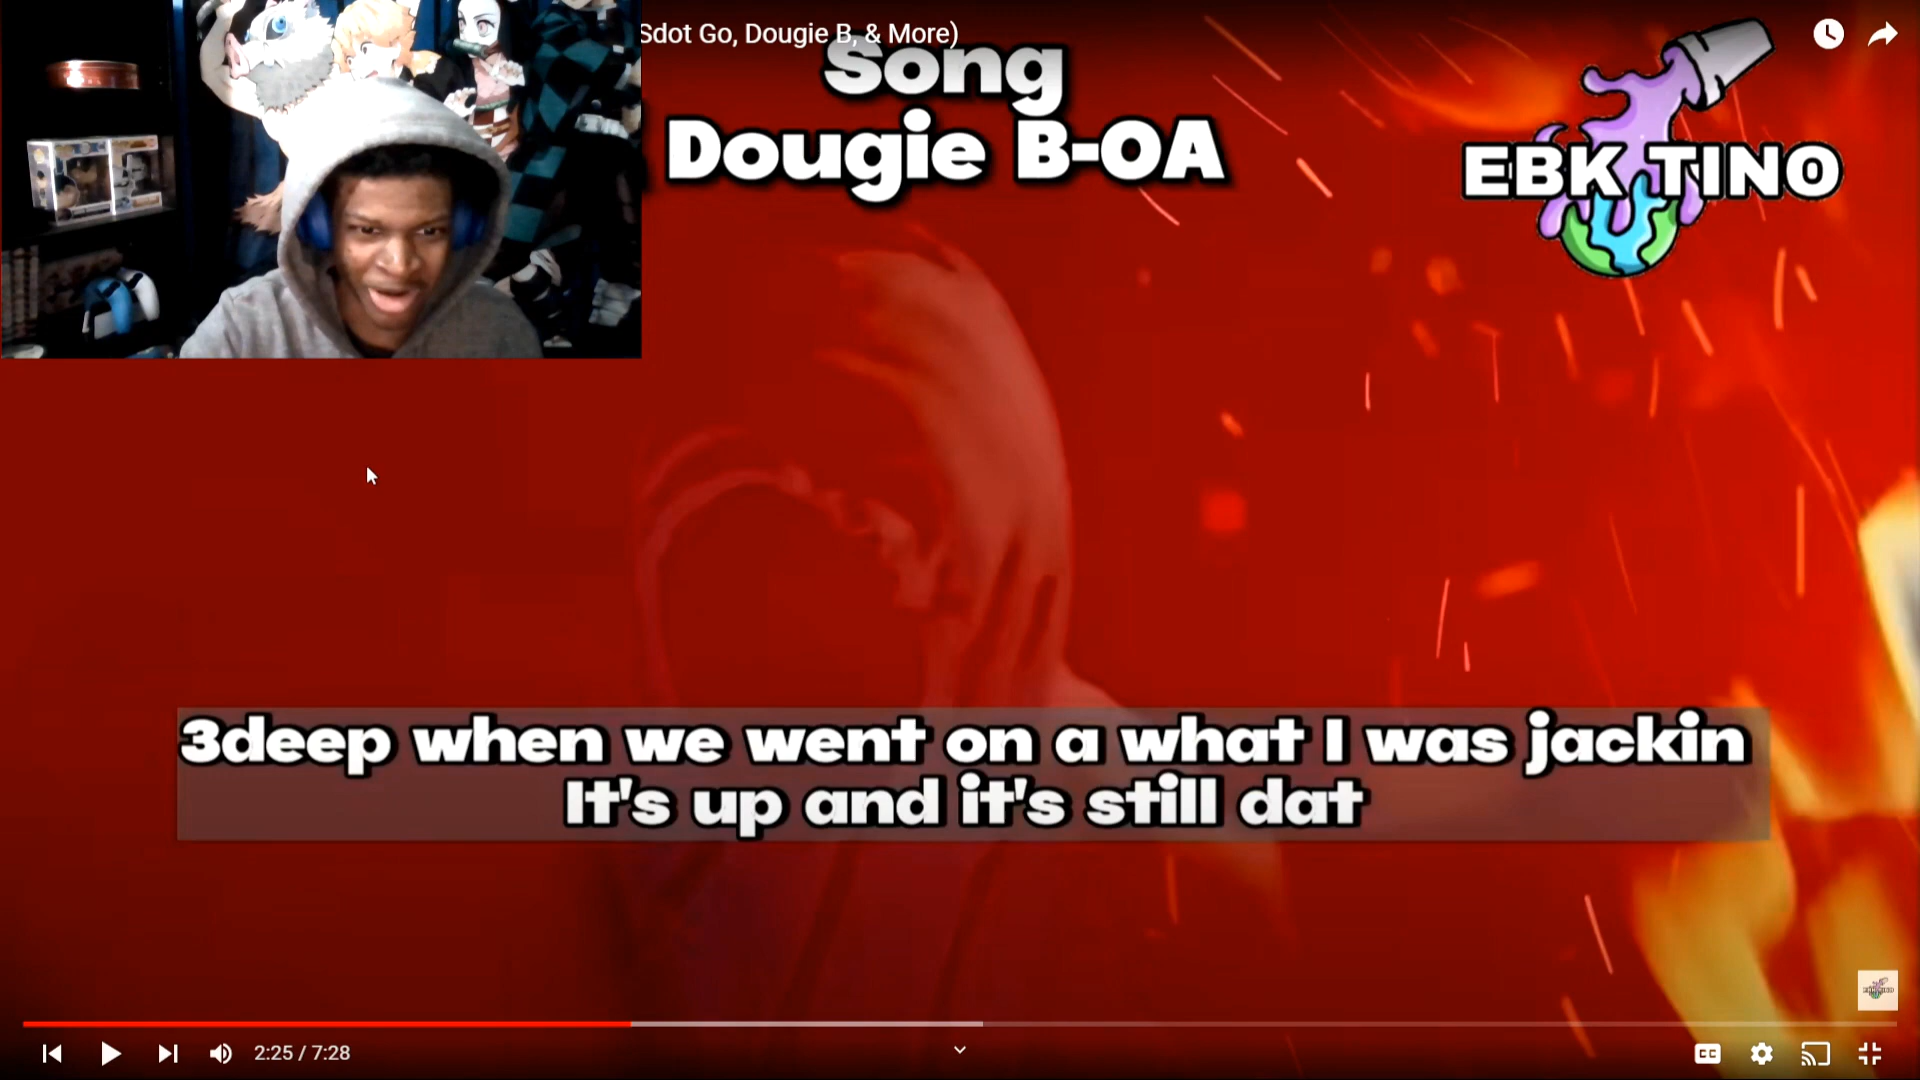 Sdot Go, Dougie B, & More)
Song
Dougie B-OA
EBK TINO
3deep when we went on a what I was jackin
It's up and it's still dat
2:25 / 7:28
CC